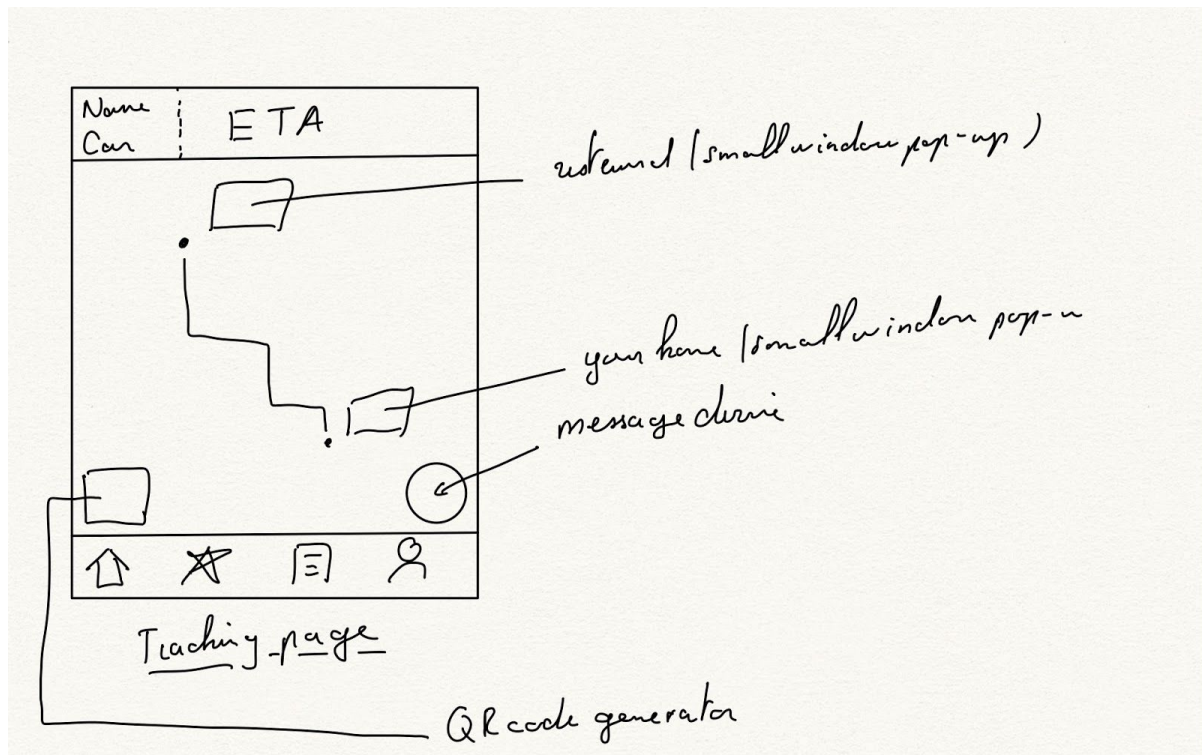 Name
Car
ETA
restaurant (small window pop-up)
your home (small window pop-u
message
Tracking page
QR code generator